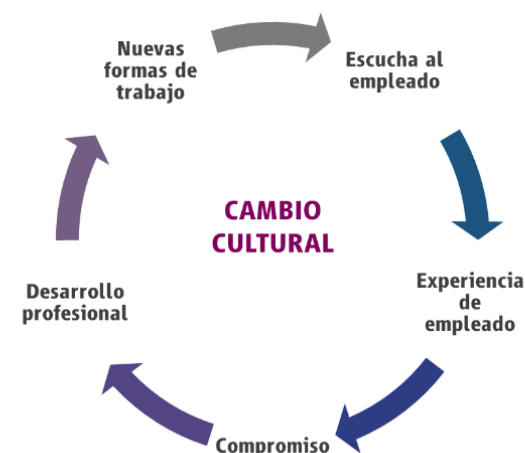 Nuevas
formas de
trabajo
Escucha al
empleado
CAMBIO
CULTURAL
Experiencia
de
empleado
Desarrollo
profesional
Compromiso